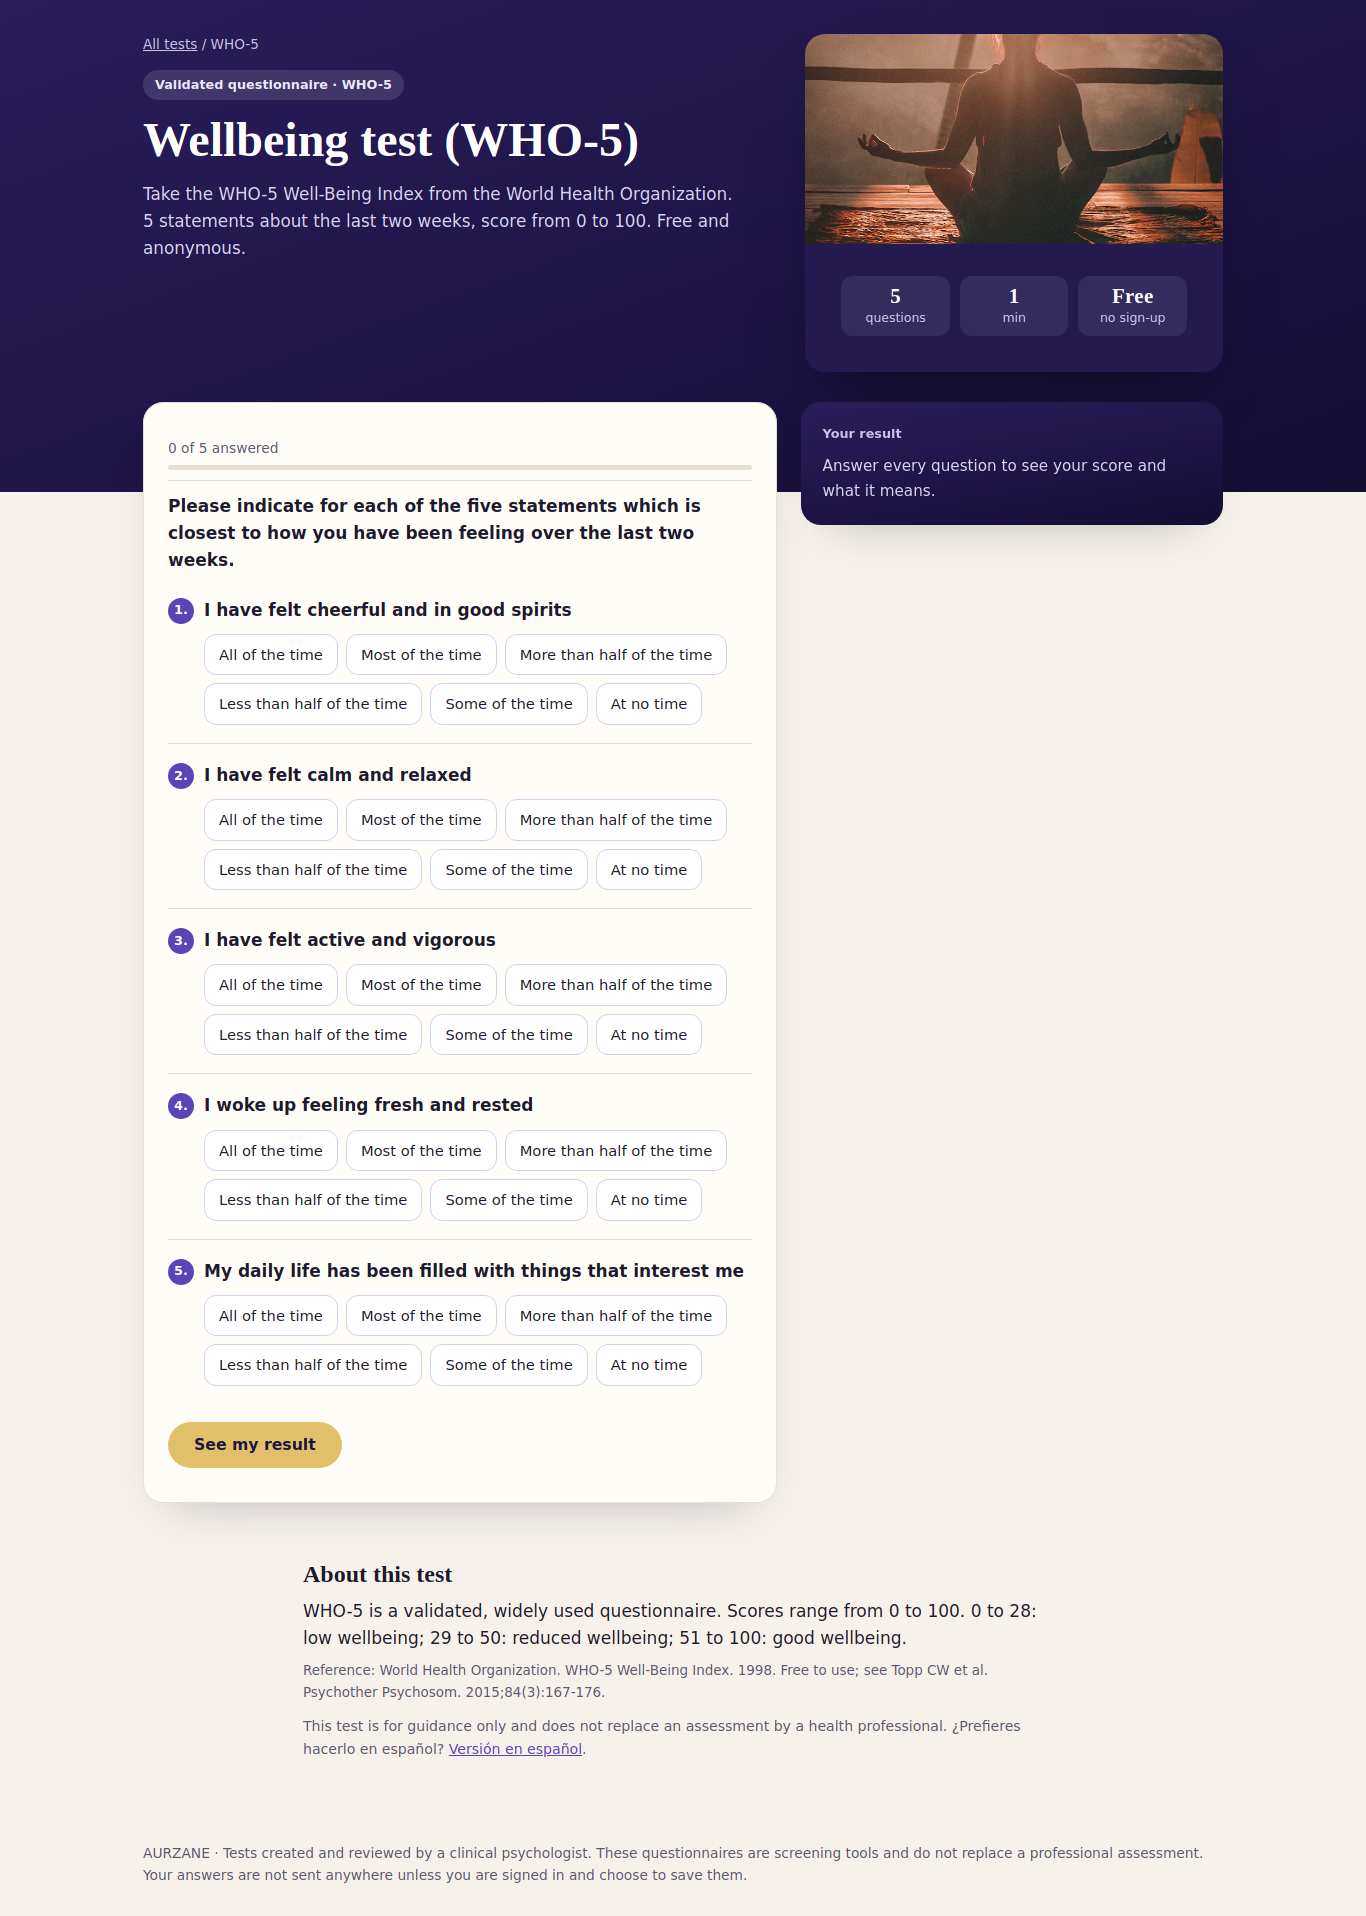 All tests / WHO-5
Validated questionnaire · WHO-5
Wellbeing test (WHO-5)
Take the WHO-5 Well-Being Index from the World Health Organization.
5 statements about the last two weeks, score from 0 to 100. Free and
anonymous.
5
questions
1
min
Free
no sign-up
0 of 5 answered
Please indicate for each of the five statements which is
closest to how you have been feeling over the last two
weeks.
1. I have felt cheerful and in good spirits
All of the time Most of the time More than half of the time
Less than half of the time Some of the time At no time
2. I have felt calm and relaxed
All of the time Most of the time More than half of the time
Less than half of the time Some of the time At no time
3. I have felt active and vigorous
All of the time Most of the time More than half of the time
Less than half of the time Some of the time At no time
4. I woke up feeling fresh and rested
All of the time Most of the time More than half of the time
Less than half of the time Some of the time At no time
5. My daily life has been filled with things that interest me
All of the time Most of the time More than half of the time
Less than half of the time Some of the time At no time
See my result
Your result
Answer every question to see your score and
what it means.
About this test
WHO-5 is a validated, widely used questionnaire. Scores range from 0 to 100. 0 to 28:
low wellbeing; 29 to 50: reduced wellbeing; 51 to 100: good wellbeing.
Reference: World Health Organization. WHO-5 Well-Being Index. 1998. Free to use; see Topp CW et al.
Psychother Psychosom. 2015;84(3):167-176.
This test is for guidance only and does not replace an assessment by a health professional. ¿Prefieres
hacerlo en español? Versión en español.
AURZANE · Tests created and reviewed by a clinical psychologist. These questionnaires are screening tools and do not replace a professional assessment.
Your answers are not sent anywhere unless you are signed in and choose to save them.